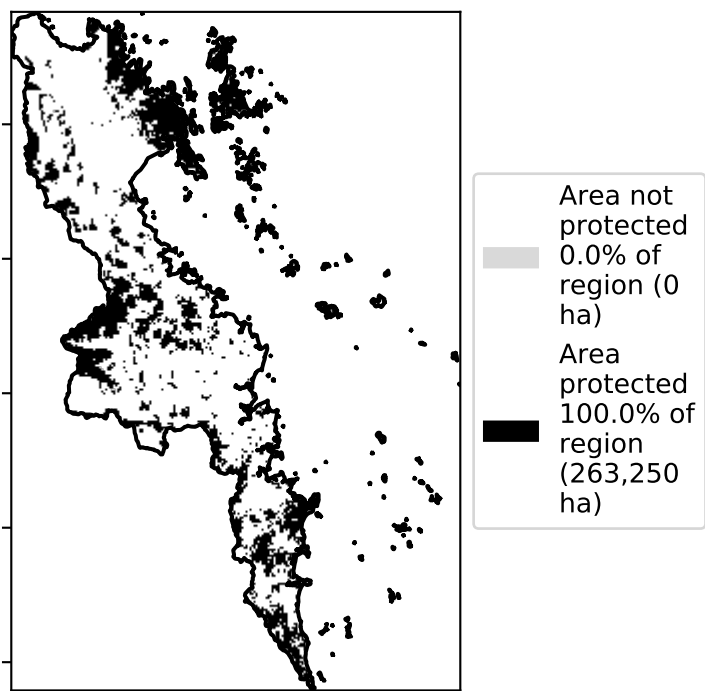 Area not
protected
0.0% of
region (0
ha)
Area
protected
100.0% of
region
(263,250
ha)